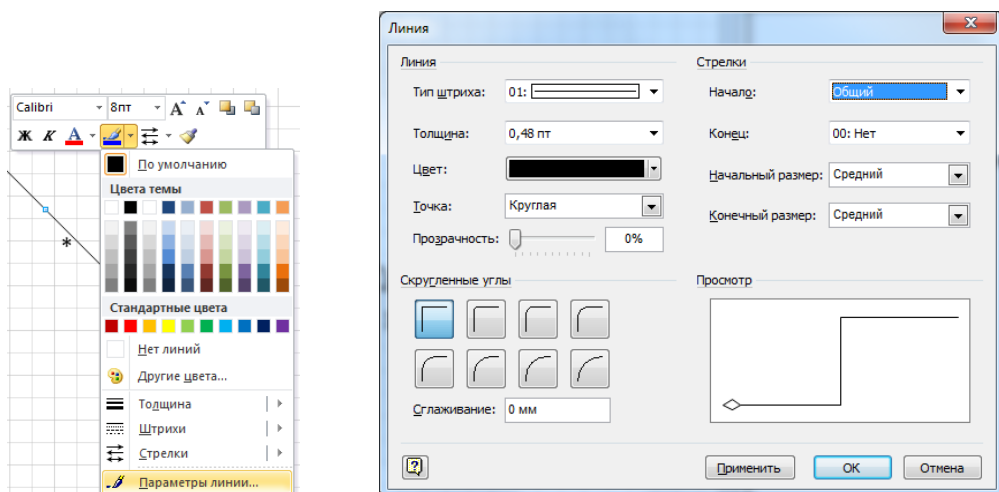 Calibri 8пт А А
Ж К А
*
По умолчанию
Цвета темы
Стандартные цвета
Нет линий
Другие цвета...
Толщина
Штрихи
Стрелки
Параметры линии...
Линия
Линия
Тип штриха: 01:
Толщина: 0,48 пт
Цвет:
Точка: Круглая
Прозрачность: 0%
Стрелки
Начало: Общий
Конец: 00: Нет
Начальный размер: Средний
Конечный размер: Средний
Скругленные углы
Сглаживание: 0 мм
Просмотр
?
Применить ОК Отмена